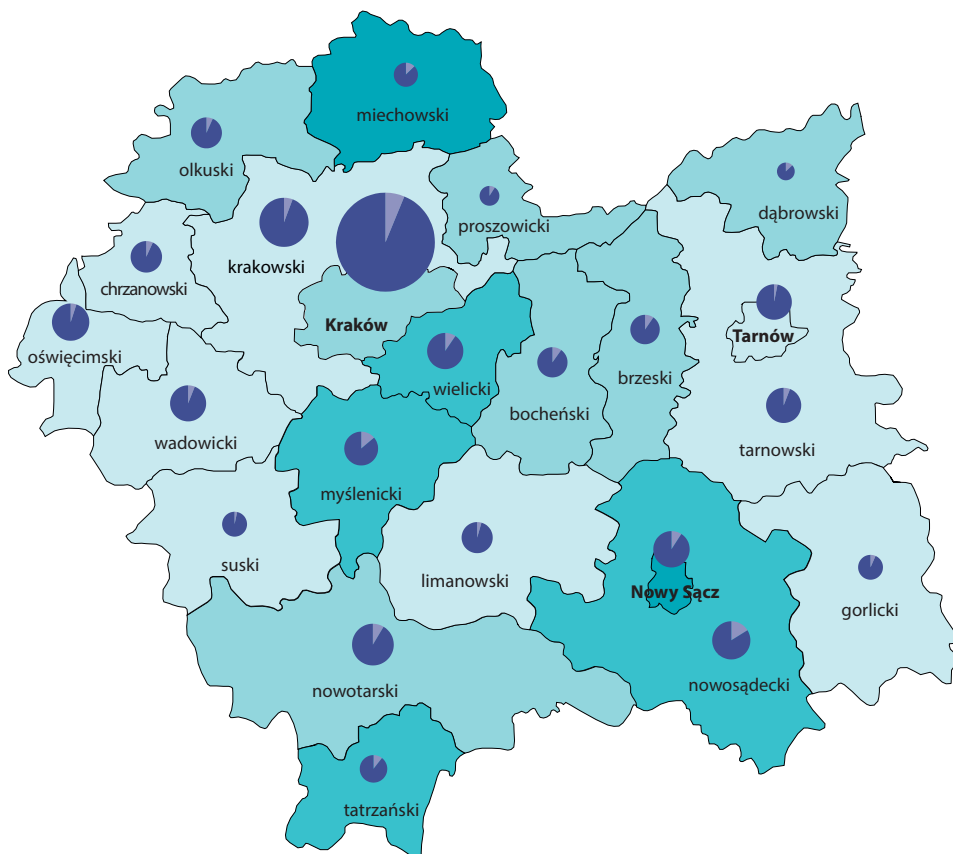 miechowski
olkuski
dąbrowski
proszowicki
krakowski
chrzanowski
Kraków
Tarnów
oświęcimski
wielicki
brzeski
bocheński
wadowicki
tarnowski
myślenicki
suski
limanowski
Nowy Sącz
gorlicki
nowotarski
nowosądecki
tatrzański